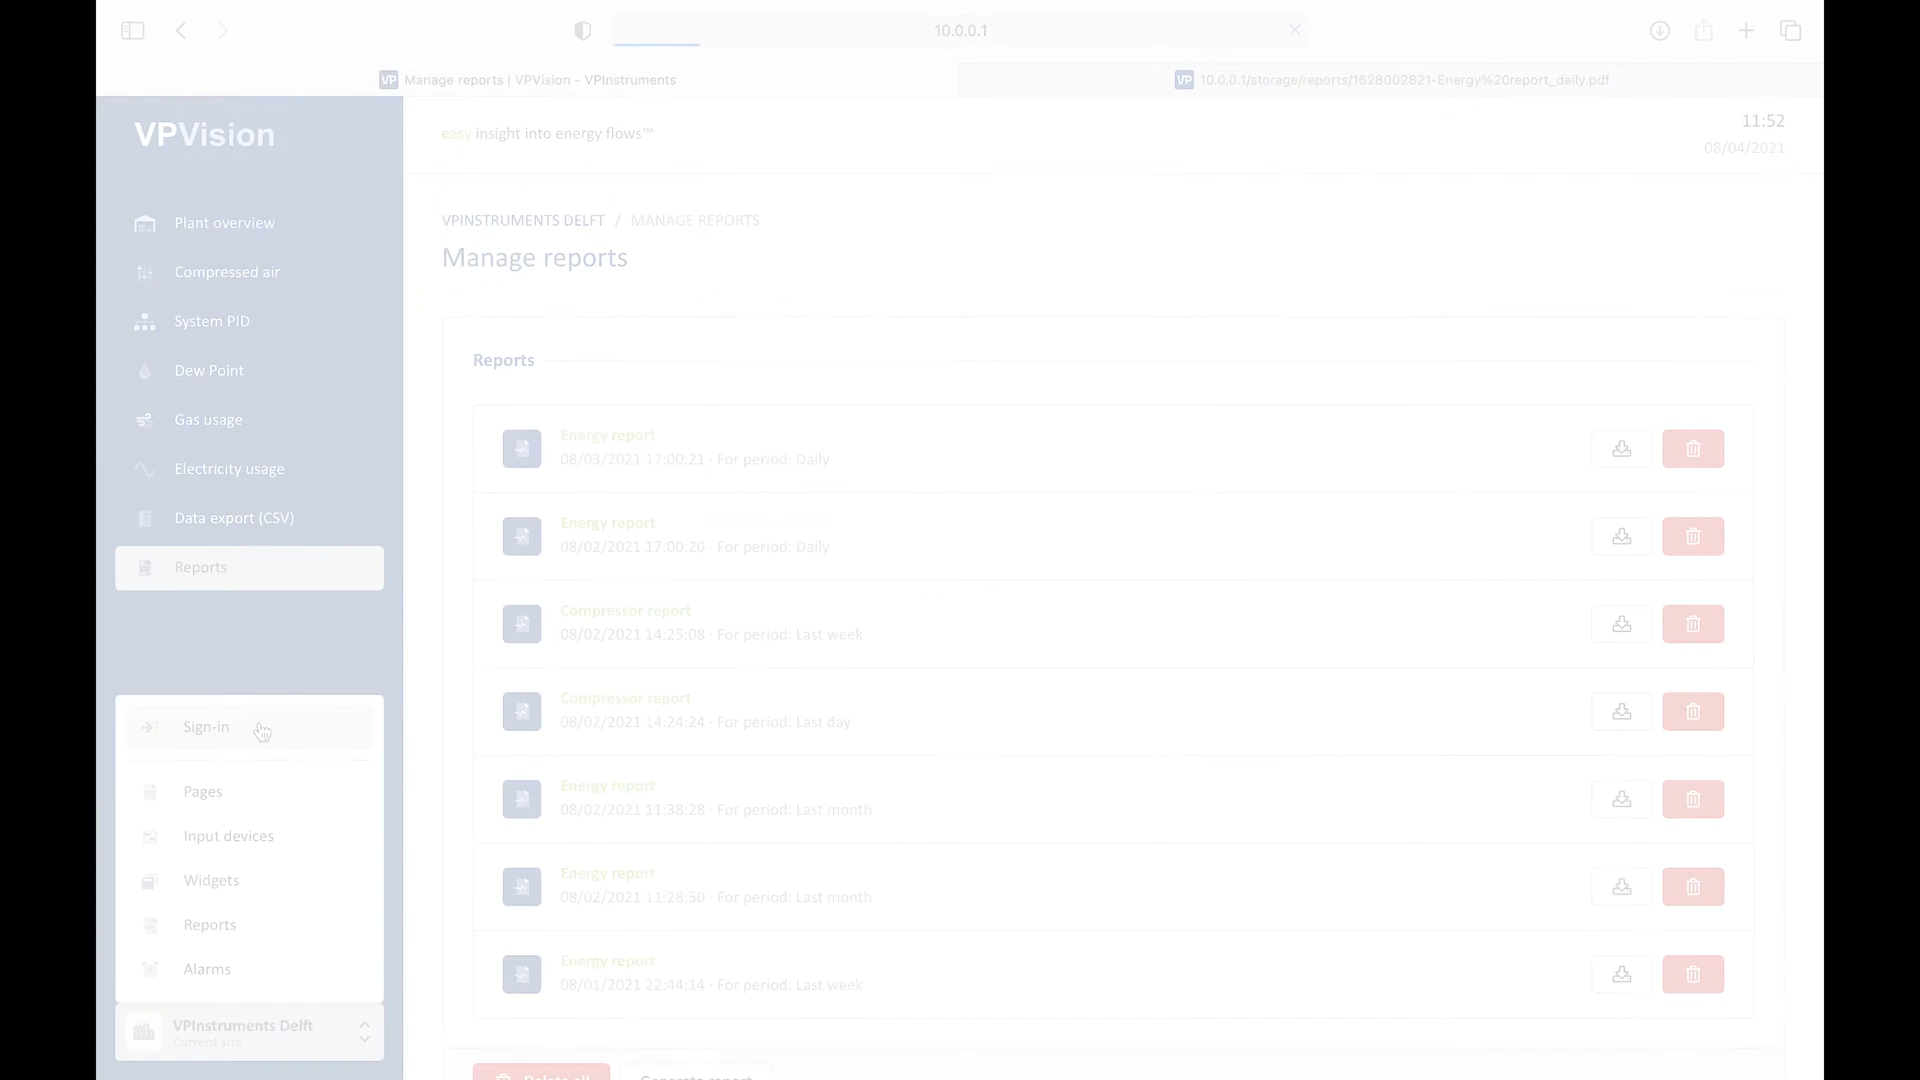 10.0.0.1
VP Manage reports | VPVision - VPInstruments
VP 10.0.0.1/storage/reports/1628002821-Energy%20report_daily.pdf
VPVision
easy insight into energy flows™
11:52
08/04/2021
Plant overview
Compressed air
System PID
Dew Point
Gas usage
Electricity usage
Data export (CSV)
Reports
Sign-in
Pages
Input devices
Widgets
Reports
Alarms
VPInstruments Delft
Current site
VPINSTRUMENTS DELFT / MANAGE REPORTS
Manage reports
Reports
Energy report
08/03/2021 17:00:21 · For period: Daily
Energy report
08/02/2021 17:00:20 · For period: Daily
Compressor report
08/02/2021 14:25:08 · For period: Last week
Compressor report
08/02/2021 14:24:24 · For period: Last day
Energy report
08/02/2021 11:38:28 · For period: Last month
Energy report
08/02/2021 11:28:50 · For period: Last month
Energy report
08/01/2021 22:44:14 · For period: Last week
Delete all
Generate report